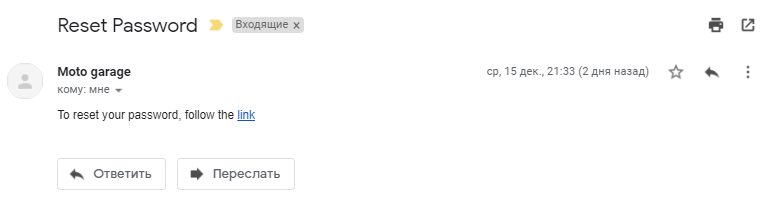 Reset Password Входящие x
Moto garage ср, 15 дек., 21:33 (2 дня назад)
кому: мне
To reset your password, follow the link
Ответить Переслать